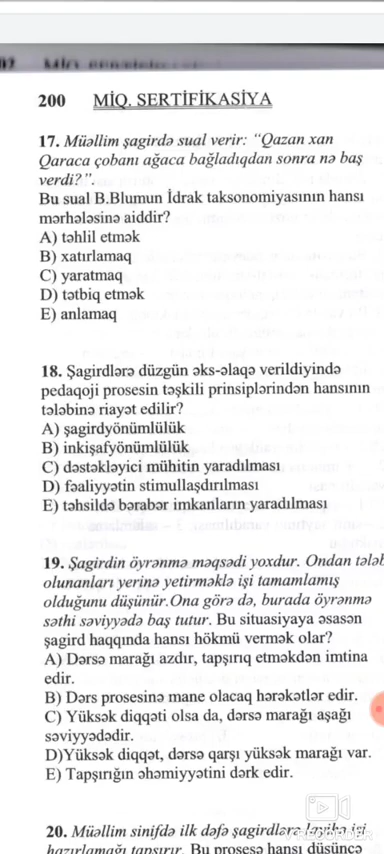 200 MİQ. SERTİFİKASİYA
17. Müəllim şagirdə sual verir: “Qazan xan
Qaraca çobanı ağaca bağladıqdan sonra nə baş
verdi?”.
Bu sual B.Blumun İdrak taksonomiyasının hansı
mərhələsinə aiddir?
A) təhlil etmək
B) xatırlamaq
C) yaratmaq
D) tətbiq etmək
E) anlamaq
18. Şagirdlərə düzgün əks-əlaqə verildiyində
pedaqoji prosesin təşkili prinsiplərindən hansının
tələbinə riayət edilir?
A) şagirdyönümlülük
B) inkişafyönümlülük
C) dəstəkləyici mühitin yaradılması
D) fəaliyyətin stimullaşdırılması
E) təhsildə bərabər imkanların yaradılması
19. Şagirdin öyrənmə məqsədi yoxdur. Ondan tələb
olunanları yerinə yetirməklə işi tamamlamış
olduğunu düşünür.Ona görə də, burada öyrənmə
səthi səviyyədə baş tutur. Bu situasiyaya əsasən
şagird haqqında hansı hökmü vermək olar?
A) Dərsə marağı azdır, tapşırıq etməkdən imtina
edir.
B) Dərs prosesinə mane olacaq hərəkətlər edir.
C) Yüksək diqqəti olsa da, dərsə marağı aşağı
səviyyədədir.
D)Yüksək diqqət, dərsə qarşı yüksək marağı var.
E) Tapşırığın əhəmiyyətini dərk edir.
20. Müəllim sinifdə ilk dəfə şagirdlərə layihə işi
hazırlamağı tapşırır. Bu prosesə hansı düşüncə
RECORDER